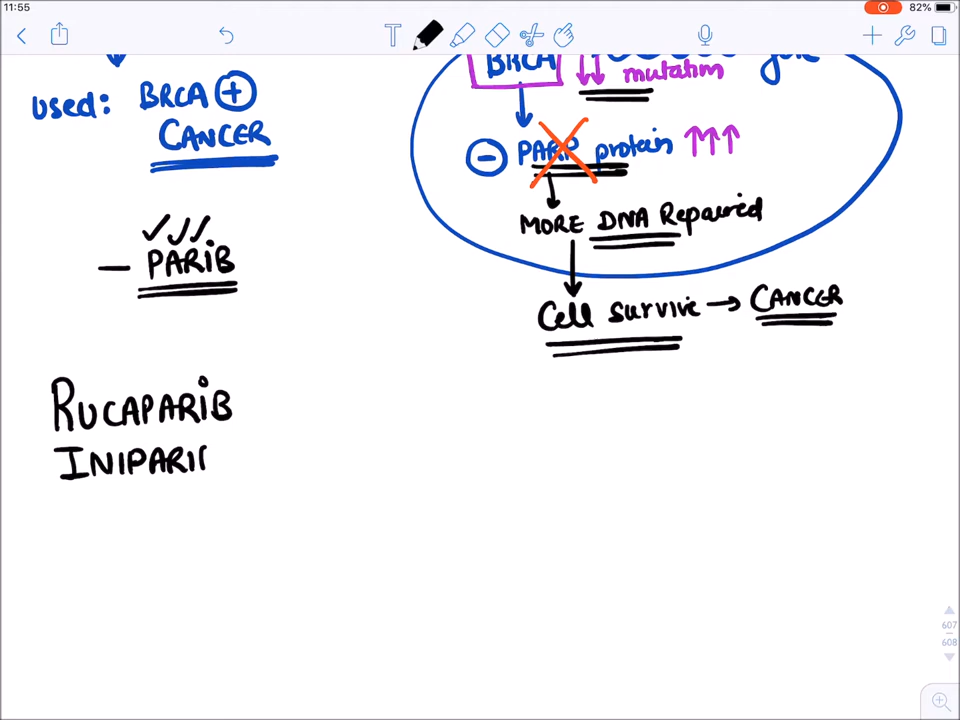 11:55
82%
T
BRCA
mutation
used: BRCA +
CANCER
- PARP protein ↑↑↑
MORE DNA Repaired
- PARIB
Cell survive → CANCER
RUCAPARIB
INIPARI
607
608